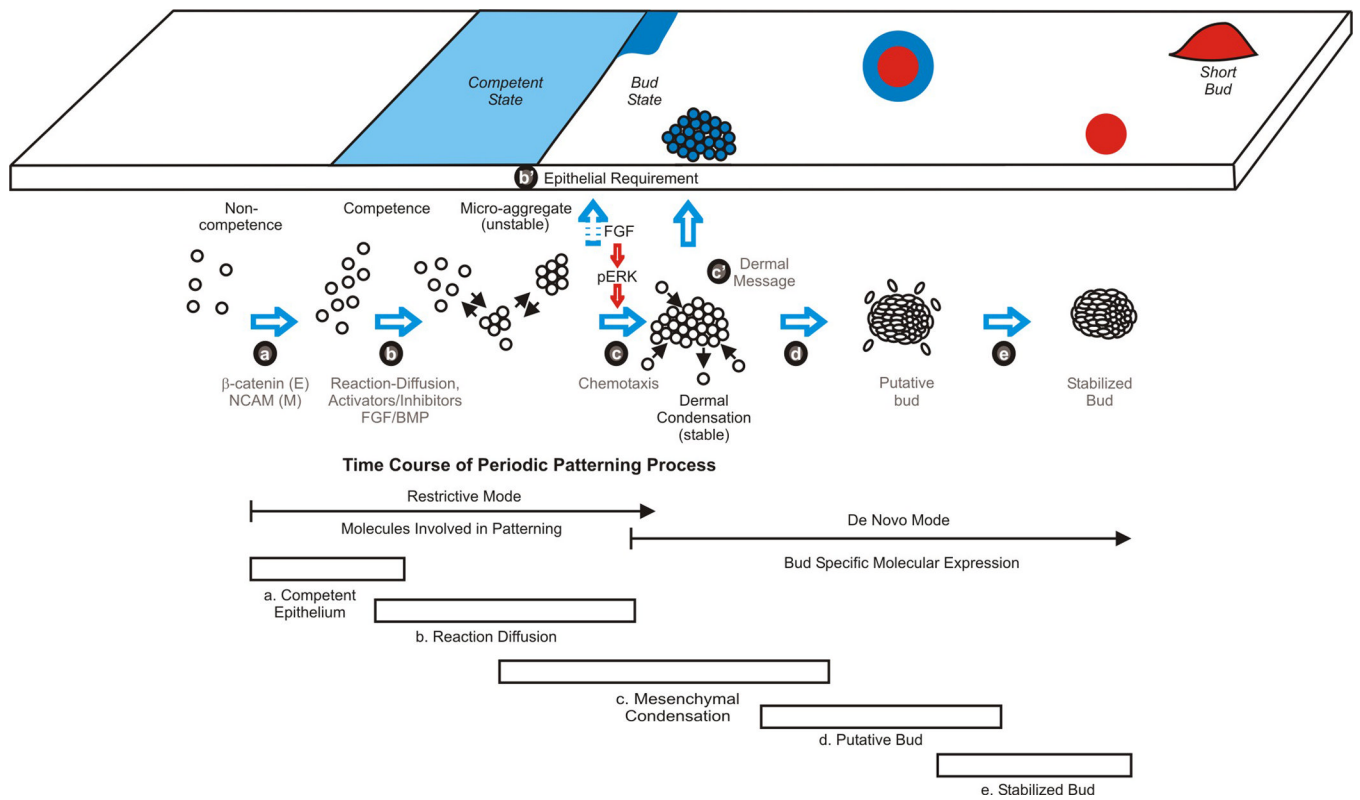 Competent
State
Bud
State
Short
Bud
b' Epithelial Requirement
Non-
competence
Competence
Micro-aggregate
(unstable)
FGF
pERK
c' Dermal
Message
a
b
c
d
e
β-catenin (E)
NCAM (M)
Reaction-Diffusion,
Activators/Inhibitors
FGF/BMP
Chemotaxis
Dermal
Condensation
(stable)
Putative
bud
Stabilized
Bud
Time Course of Periodic Patterning Process
Restrictive Mode
Molecules Involved in Patterning
De Novo Mode
Bud Specific Molecular Expression
a. Competent
Epithelium
b. Reaction Diffusion
c. Mesenchymal
Condensation
d. Putative Bud
e. Stabilized Bud